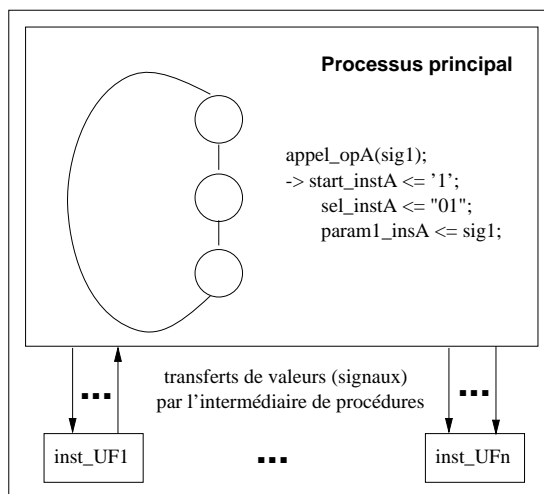 Processus principal
appel_opA(sig1);
-> start_instA <= ’1’;
sel_instA <= "01";
param1_insA <= sig1;
transferts de valeurs (signaux)
par l’intermédiaire de procédures
...
...
inst_UF1
...
inst_UFn